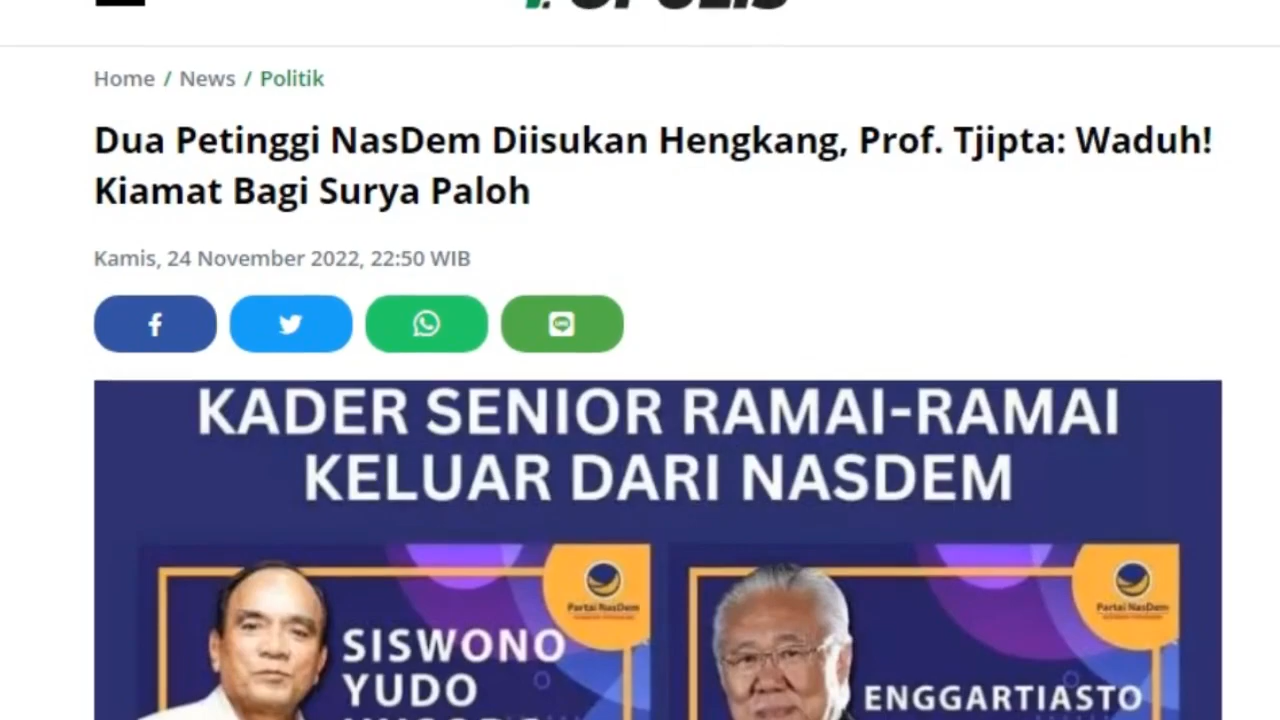 Home / News / Politik
Dua Petinggi NasDem Diisukan Hengkang, Prof. Tjipta: Waduh!
Kiamat Bagi Surya Paloh
Kamis, 24 November 2022, 22:50 WIB
KADER SENIOR RAMAI-RAMAI
KELUAR DARI NASDEM
Partai NasDem
SISWONO
YUDO
Partai NasDem
ENGGARTIASTO